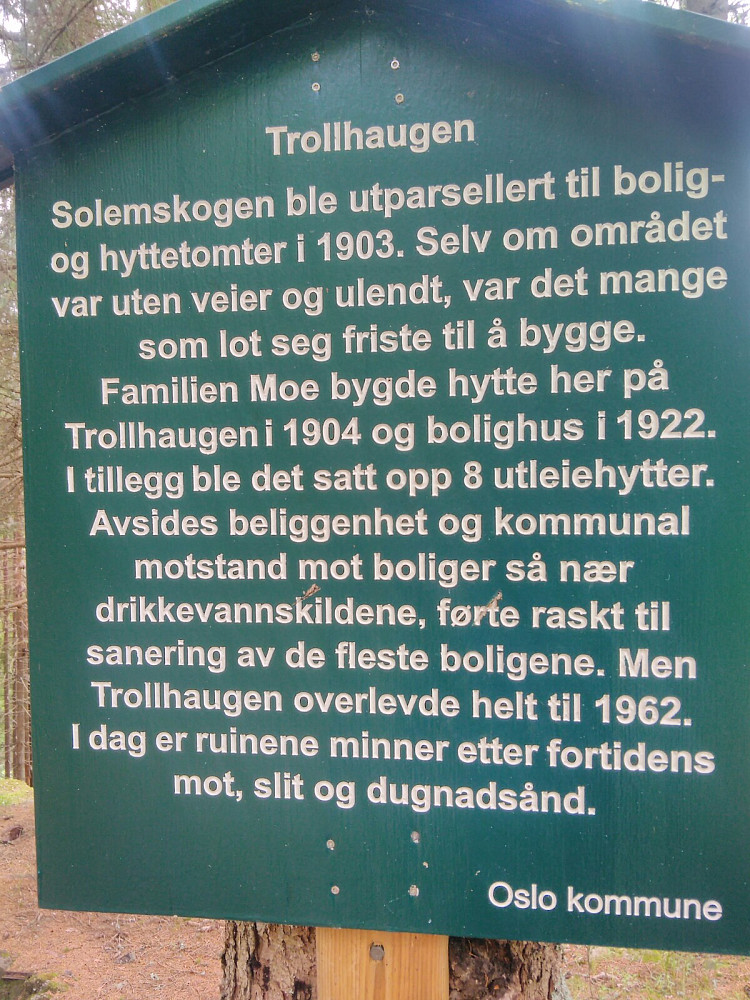 Trollhaugen
Solemskogen ble utparsellert til bolig-
og hyttetomter i 1903. Selv om området
var uten veier og ulendt, var det mange
som lot seg friste til å bygge.
Familien Moe bygde hytte her på
Trollhaugen i 1904 og bolighus i 1922.
I tillegg ble det satt opp 8 utleiehytter.
Avsides beliggenhet og kommunal
motstand mot boliger så nær
drikkevannskildene, førte raskt til
sanering av de fleste boligene. Men
Trollhaugen overlevde helt til 1962.
I dag er ruinene minner etter fortidens
mot, slit og dugnadsånd.
Oslo kommune